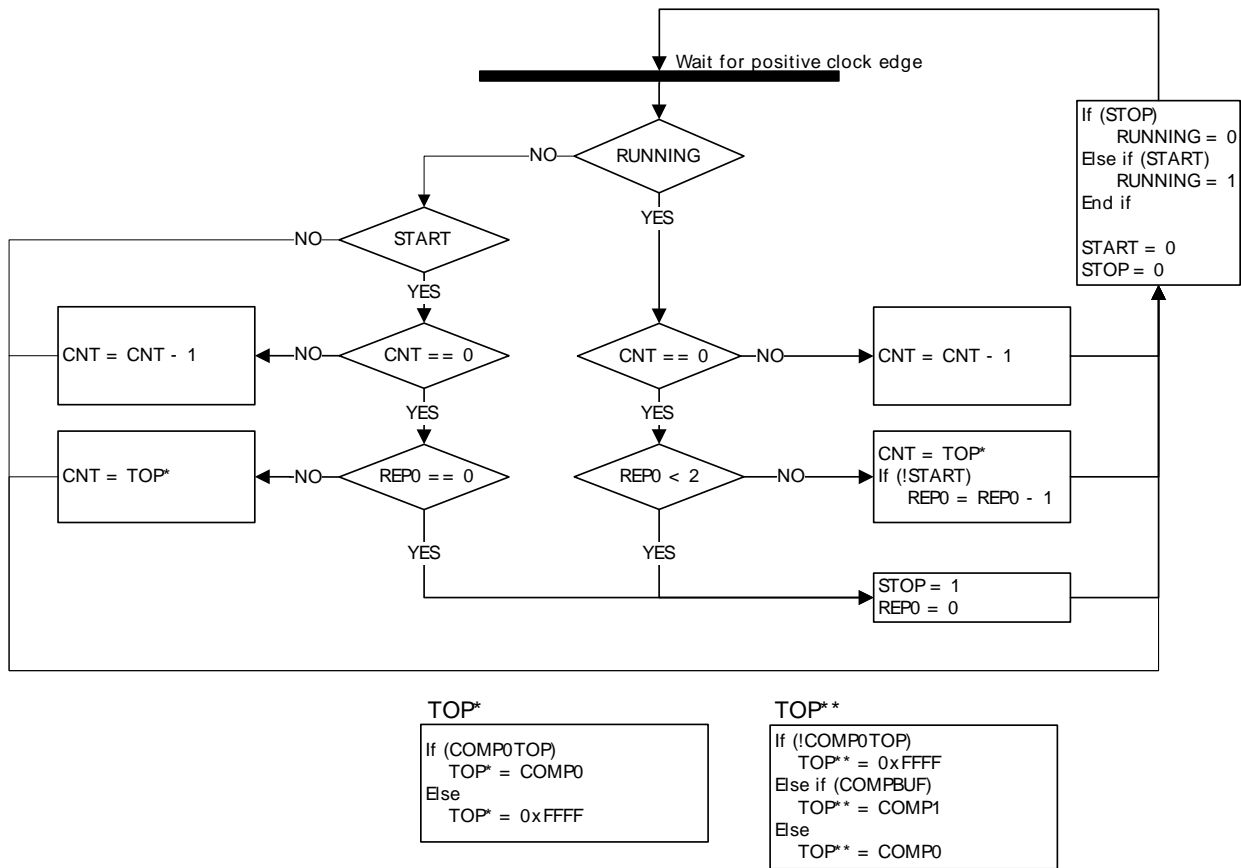 Wait for positive clock edge
RUNNING
NO
YES
If (STOP)
RUNNING = 0
Else if (START)
RUNNING = 1
End if
START = 0
STOP = 0
START
NO
YES
CNT = CNT - 1
NO
CNT == 0
YES
CNT == 0
NO
CNT = CNT - 1
YES
CNT = TOP*
NO
REP0 == 0
YES
REP0 < 2
NO
CNT = TOP*
If (!START)
REP0 = REP0 - 1
YES
STOP = 1
REP0 = 0
TOP*
If (COMP0TOP)
TOP* = COMP0
Else
TOP* = 0xFFFF
TOP**
If (!COMP0TOP)
TOP** = 0xFFFF
Else if (COMPBUF)
TOP** = COMP1
Else
TOP** = COMP0